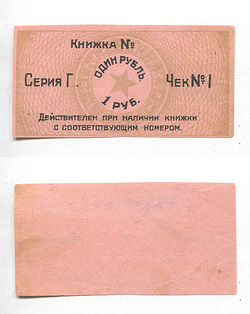 Книжка №
ОДИН РУБЛЬ
Серия Г. Чек № 1
1 РУБ.
Действителен при наличии книжки
с соответствующим номером.